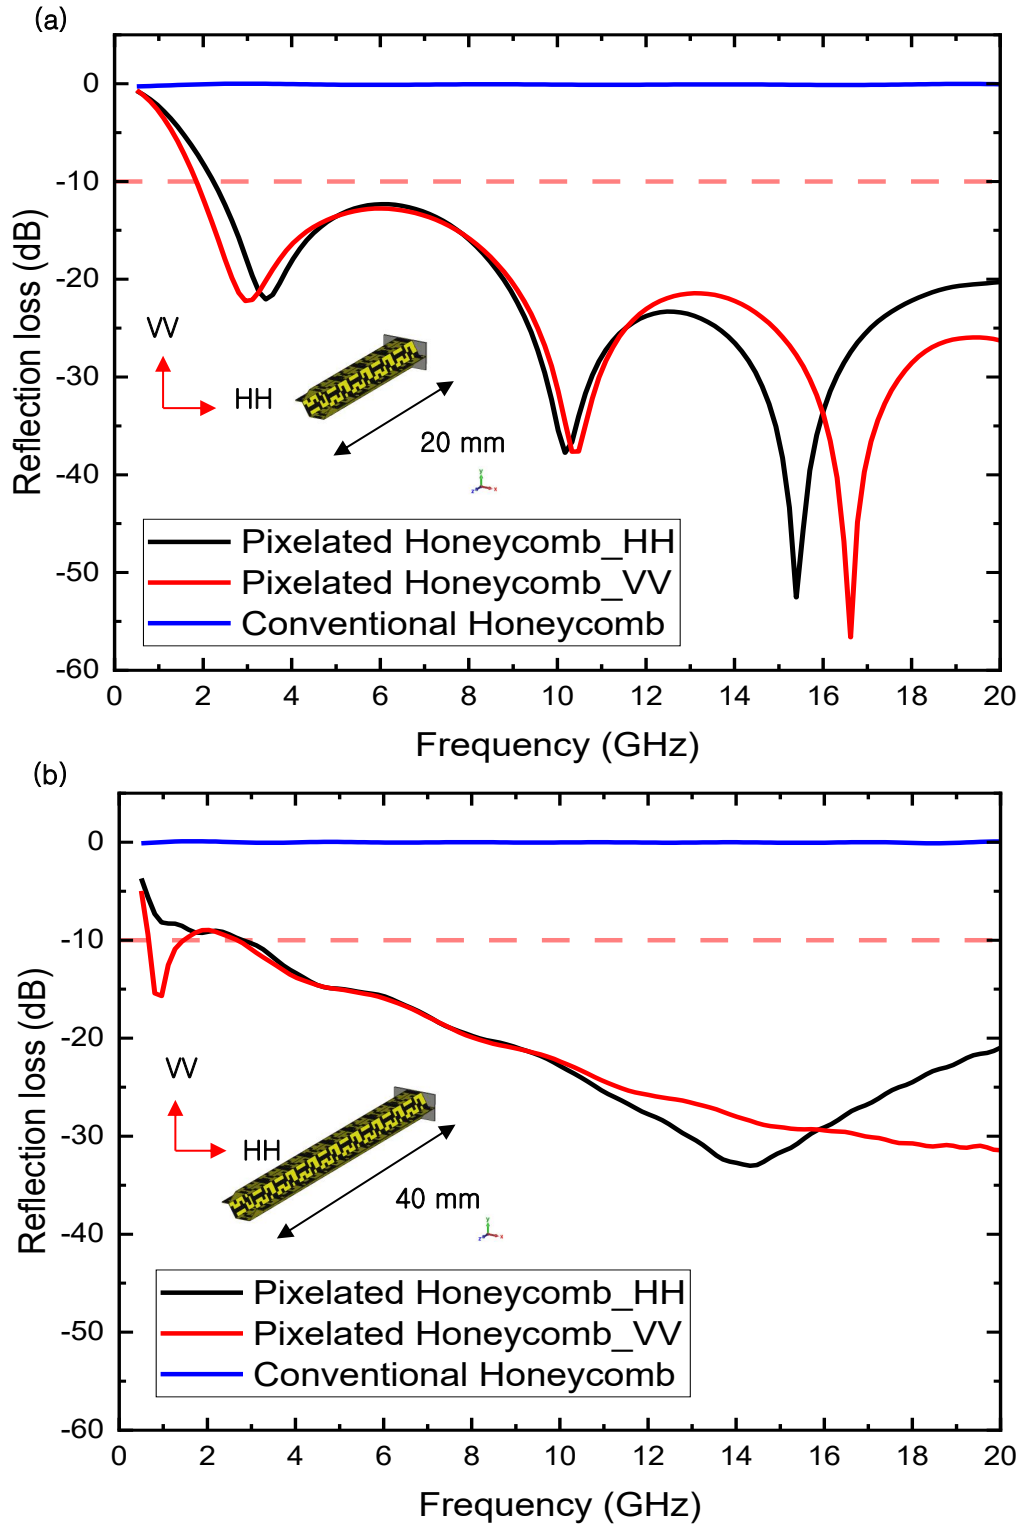 (a)
0
-10
-20
-30
-40
-50
-60
Reflection loss (dB)
VV
HH
20 mm
y
z
x
Pixelated Honeycomb_HH
Pixelated Honeycomb_VV
Conventional Honeycomb
0 2 4 6 8 10 12 14 16 18 20
Frequency (GHz)
(b)
0
-10
-20
-30
-40
-50
-60
Reflection loss (dB)
VV
HH
40 mm
y
z
x
Pixelated Honeycomb_HH
Pixelated Honeycomb_VV
Conventional Honeycomb
0 2 4 6 8 10 12 14 16 18 20
Frequency (GHz)